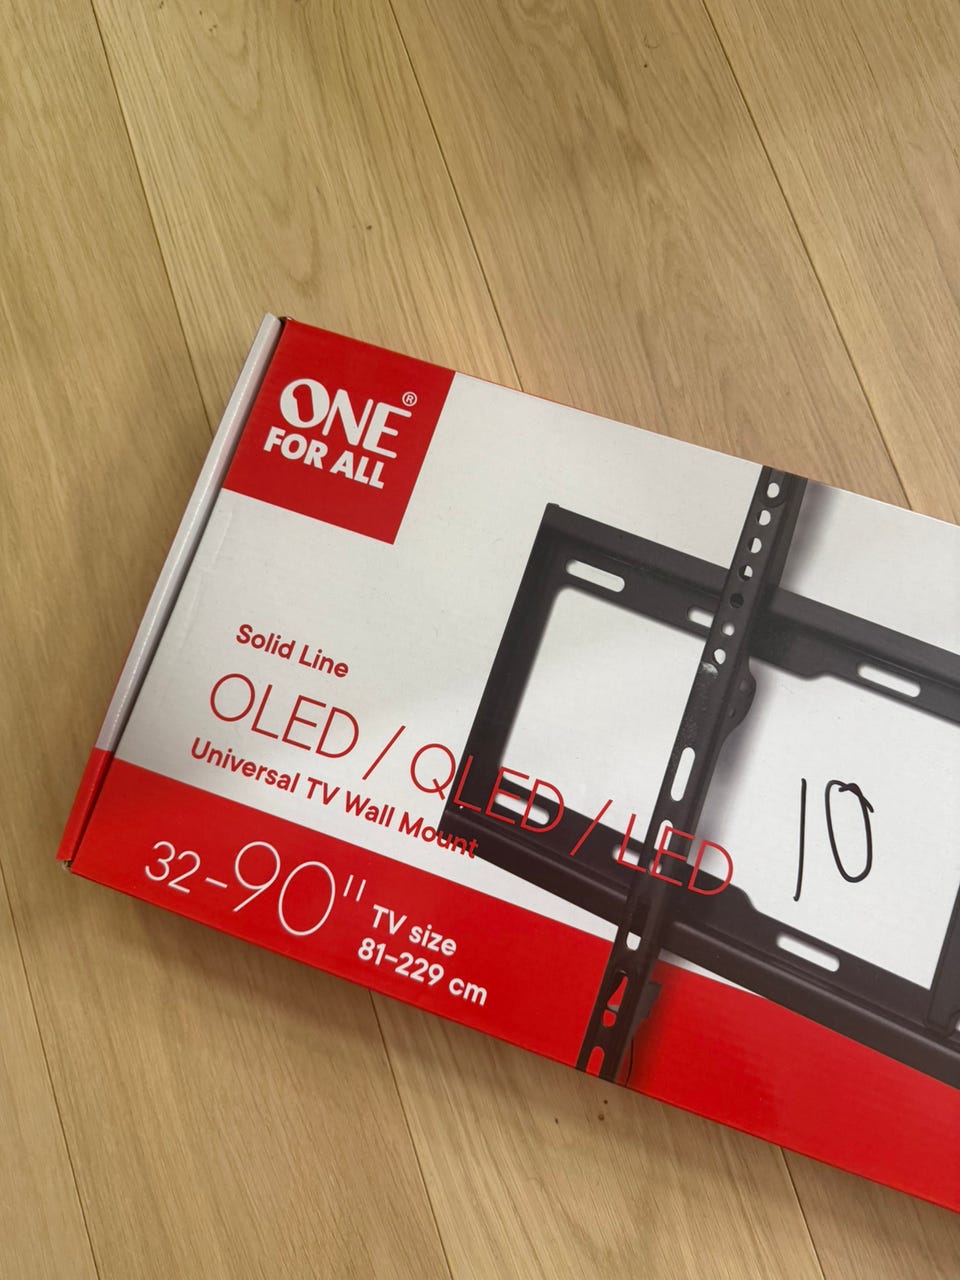 ONE®
FOR ALL
Solid Line
OLED / QLED / LED
Universal TV Wall Mount
32-90"
TV size
81-229 cm
10